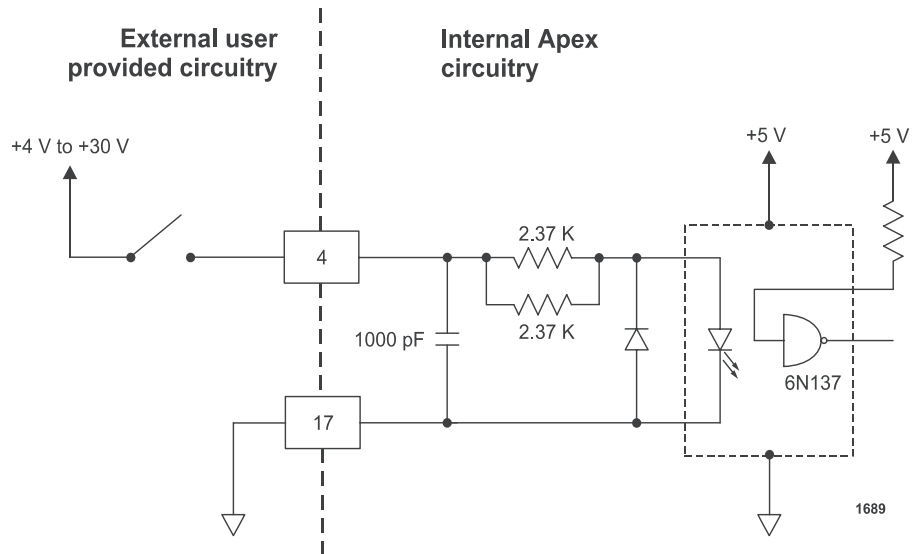 External user
provided circuitry
Internal Apex
circuitry
+4 V to +30 V
+5 V
+5 V
4
2.37 K
2.37 K
1000 pF
6N137
17
1689